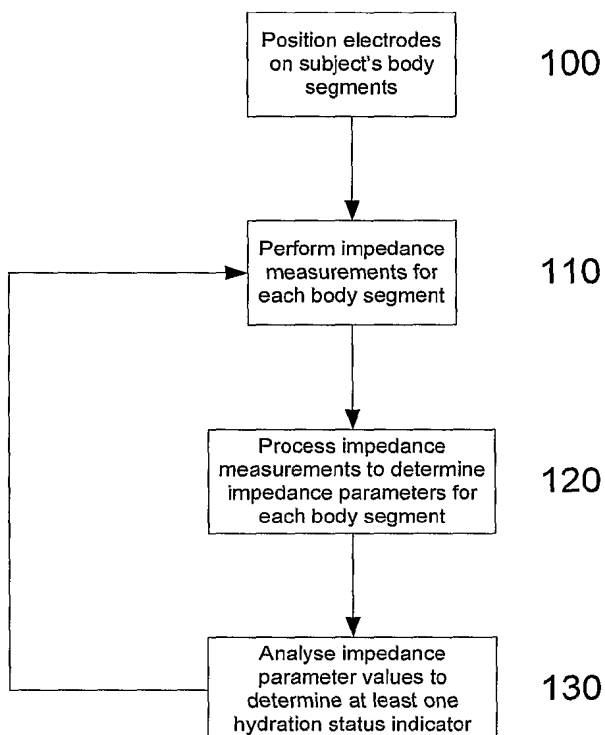 Position electrodes
on subject's body
segments
100
Perform impedance
measurements for
each body segment
110
Process impedance
measurements to determine
impedance parameters for
each body segment
120
Analyse impedance
parameter values to
determine at least one
hydration status indicator
130